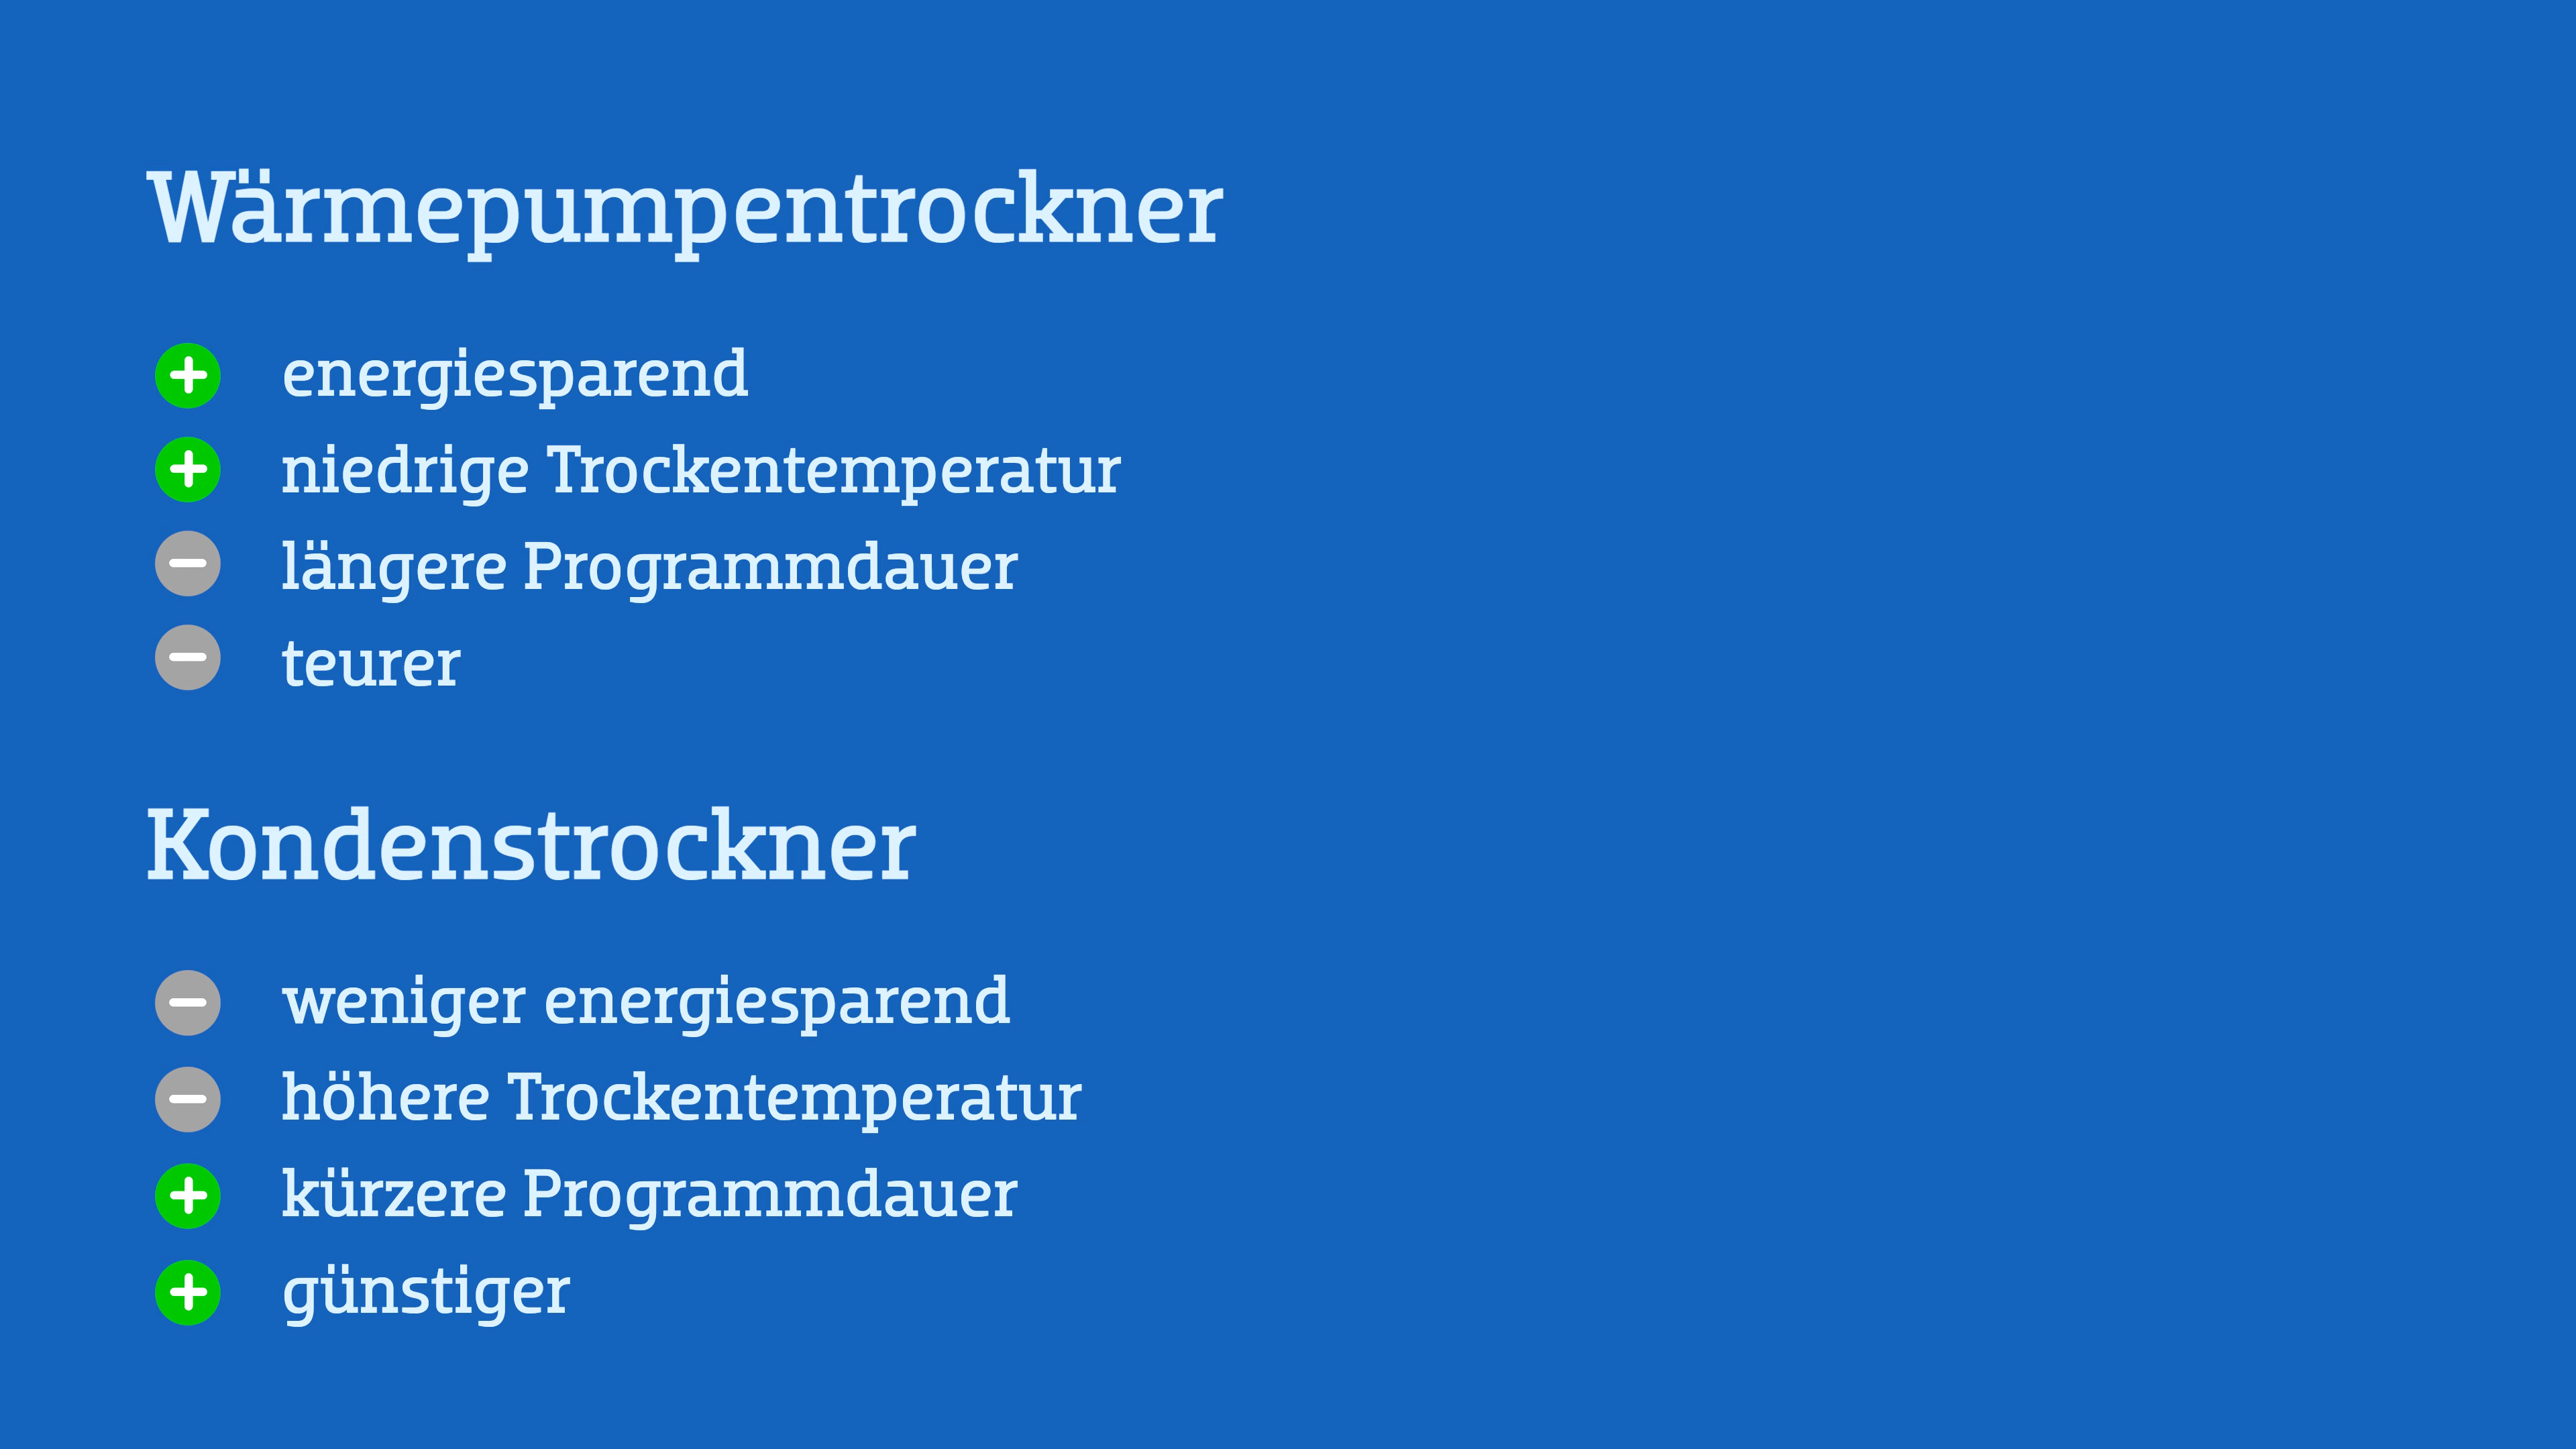 Wärmepumpentrockner
energiesparend
niedrige Trockentemperatur
längere Programmdauer
teurer
Kondenstrockner
weniger energiesparend
höhere Trockentemperatur
kürzere Programmdauer
günstiger